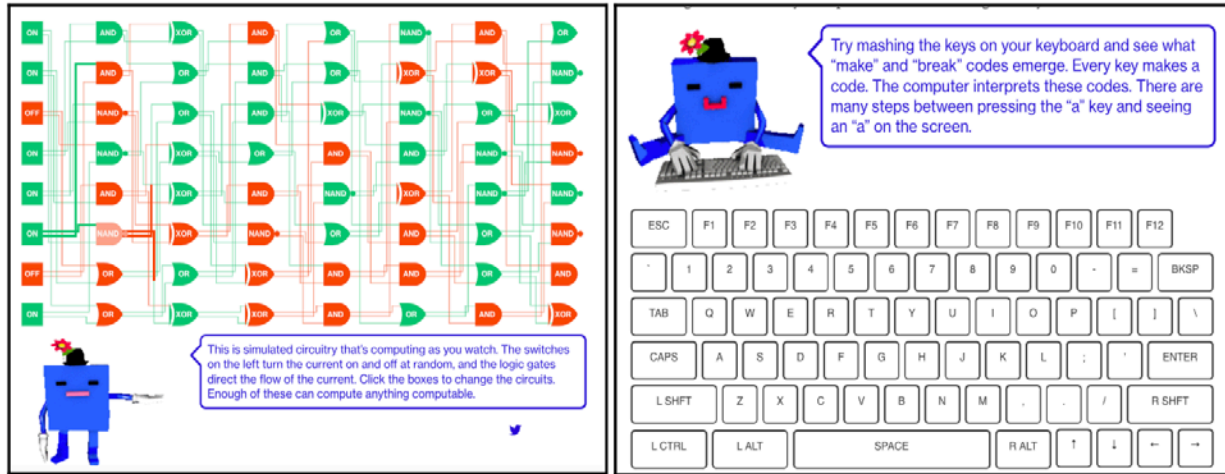 ON AND XOR AND OR NAND OR
ON AND OR AND OR XOR XOR NAND
OFF NAND OR AND XOR OR NAND XOR
ON NAND XOR OR AND AND OR NAND
ON AND XOR AND NAND XOR NAND NAND
ON NAND XOR NAND OR AND NAND AND
OFF OR OR XOR AND AND OR AND
ON OR XOR XOR AND OR AND XOR
This is simulated circuitry that's computing as you watch. The switches
on the left turn the current on and off at random, and the logic gates
direct the flow of the current. Click the boxes to change the circuits.
Enough of these can compute anything computable.
Try mashing the keys on your keyboard and see what
“make” and “break” codes emerge. Every key makes a
code. The computer interprets these codes. There are
many steps between pressing the “a” key and seeing
an “a” on the screen.
ESC F1 F2 F3 F4 F5 F6 F7 F8 F9 F10 F11 F12
` 1 2 3 4 5 6 7 8 9 0 - = BKSP
TAB Q W E R T Y U I O P [ ] \
CAPS A S D F G H J K L ; ' ENTER
L SHFT Z X C V B N M , . / R SHFT
L CTRL L ALT SPACE R ALT ↑ ↓ ← →